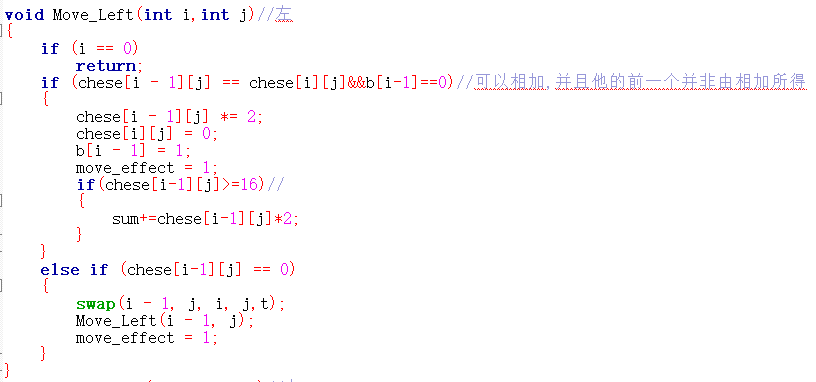 void Move_Left(int i,int j)//左
{
    if (i == 0)
        return;
    if (chese[i - 1][j] == chese[i][j]&&b[i-1]==0)//可以相加,并且他的前一个并非由相加所得
    {
        chese[i - 1][j] *= 2;
        chese[i][j] = 0;
        b[i - 1] = 1;
        move_effect = 1;
        if(chese[i-1][j]>=16)//
        {
            sum+=chese[i-1][j]*2;
        }
    }
    else if (chese[i-1][j] == 0)
    {
        swap(i - 1, j, i, j,t);
        Move_Left(i - 1, j);
        move_effect = 1;
    }
}